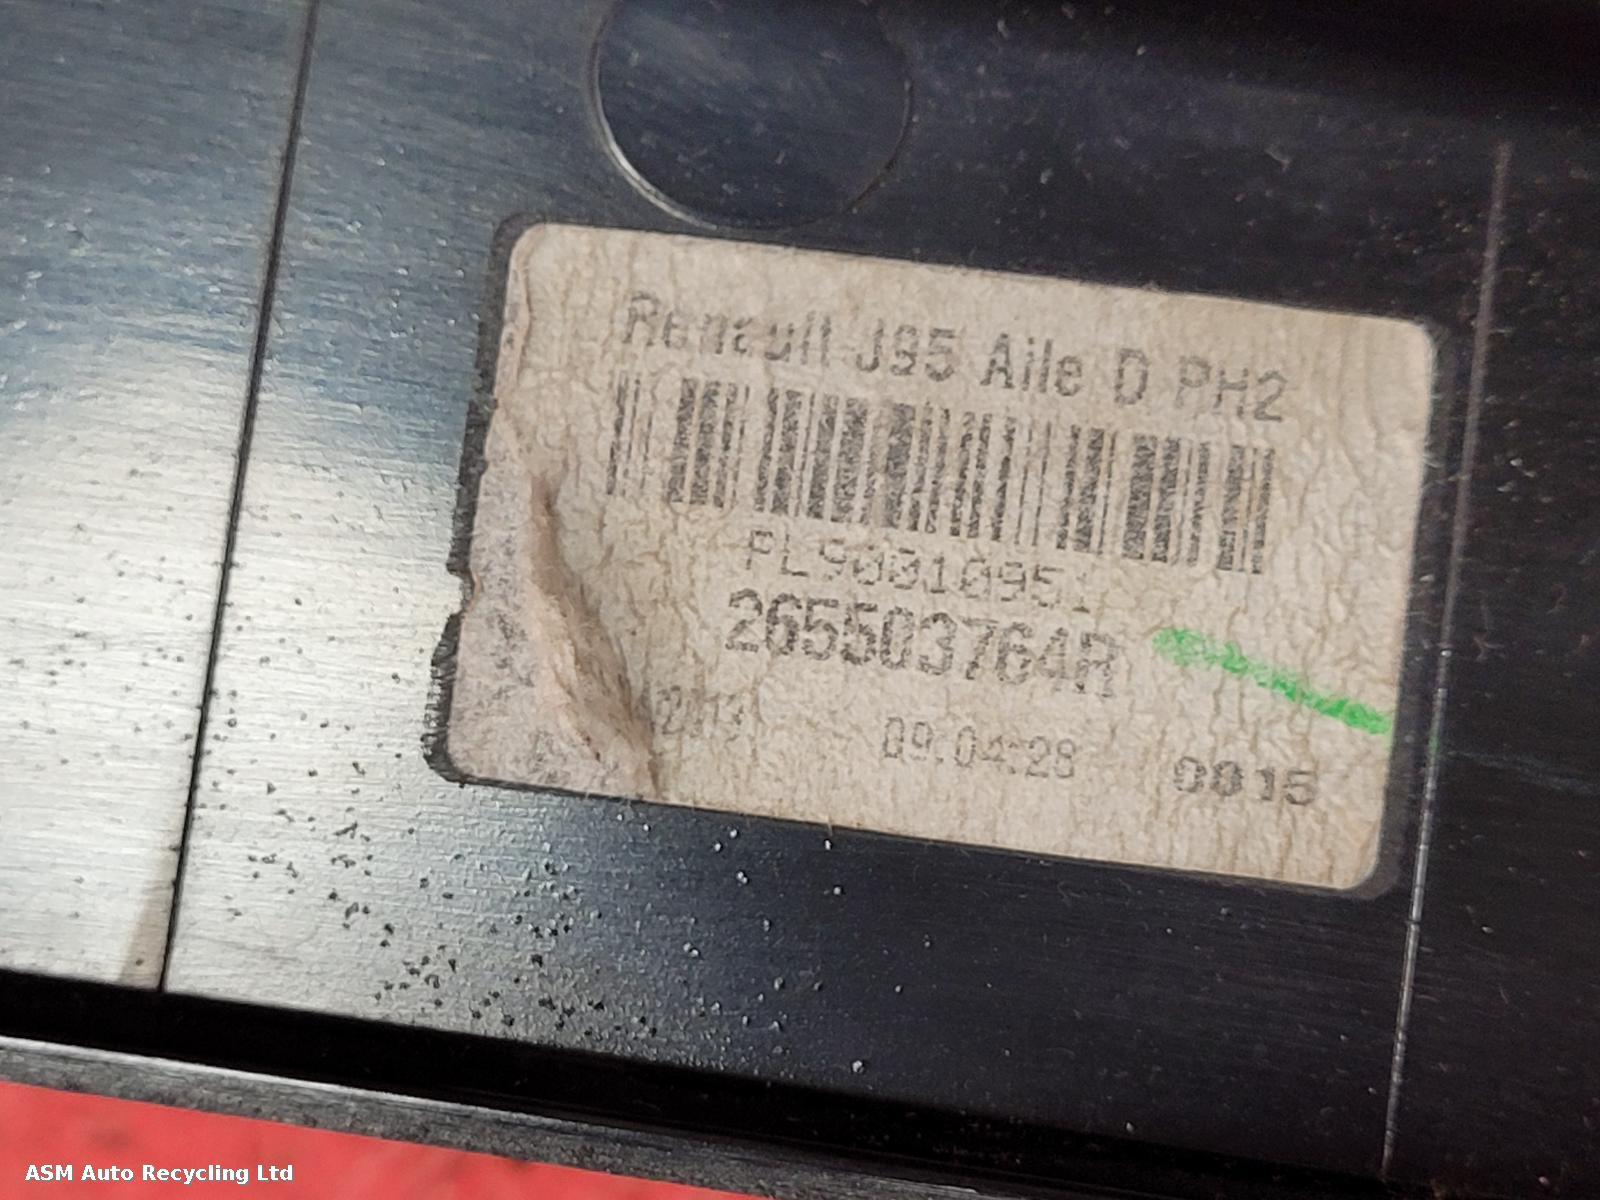 Renault J95 Aile D PH2
PL90010951
265503764R
09:04:28 0015
ASM Auto Recycling Ltd